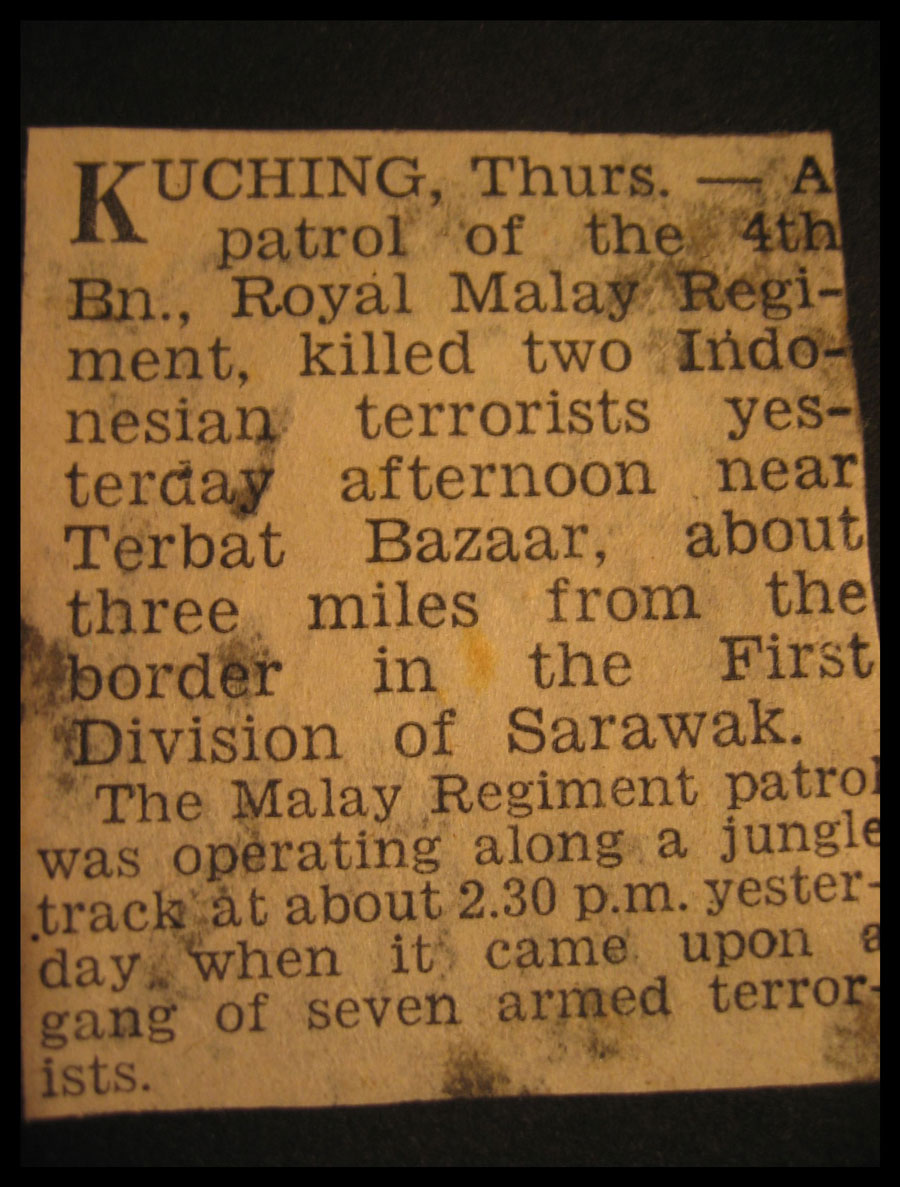 KUCHING, Thurs. — A
patrol of the 4th
Bn., Royal Malay Regi-
ment, killed two Indo-
nesian terrorists yes-
terday afternoon near
Terbat Bazaar, about
three miles from the
border in the First
Division of Sarawak.
The Malay Regiment patrol
was operating along a jungle
track at about 2.30 p.m. yester-
day when it came upon a
gang of seven armed terror-
ists.